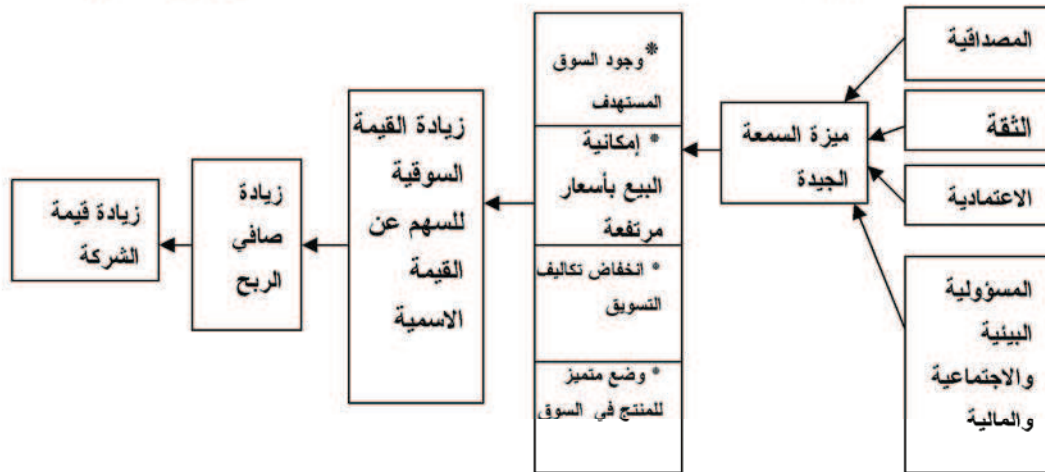 المصداقية
الثقة
الاعتمادية
المسؤولية
البيئية
والاجتماعية
والمالية
ميزة السمعة
الجيدة
* وجود السوق
المستهدف
* إمكانية
البيع بأسعار
مرتفعة
* انخفاض تكاليف
التسويق
* وضع متميز
للمنتج في السوق
زيادة القيمة
السوقية
للسهم عن
القيمة
الاسمية
زيادة
صافي
الربح
زيادة قيمة
الشركة